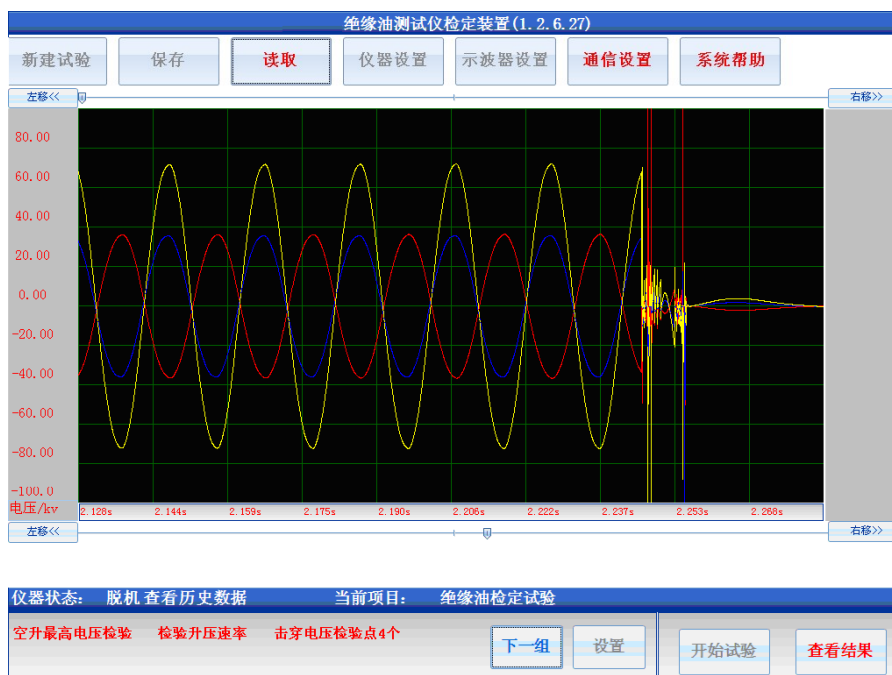 绝缘油测试仪检定装置(1.2.6.27)
新建试验 保存 读取 仪器设置 示波器设置 通信设置 系统帮助
左移<< 右移>>
80.00
60.00
40.00
20.00
0.00
-20.00
-40.00
-60.00
-80.00
-100.0
电压/kv 2.128s 2.144s 2.159s 2.175s 2.190s 2.206s 2.222s 2.237s 2.253s 2.268s
左移<< 右移>>
仪器状态: 脱机 查看历史数据 当前项目: 绝缘油检定试验
空升最高电压检验 检验升压速率 击穿电压检验点4个 下一组 设置 开始试验 查看结果